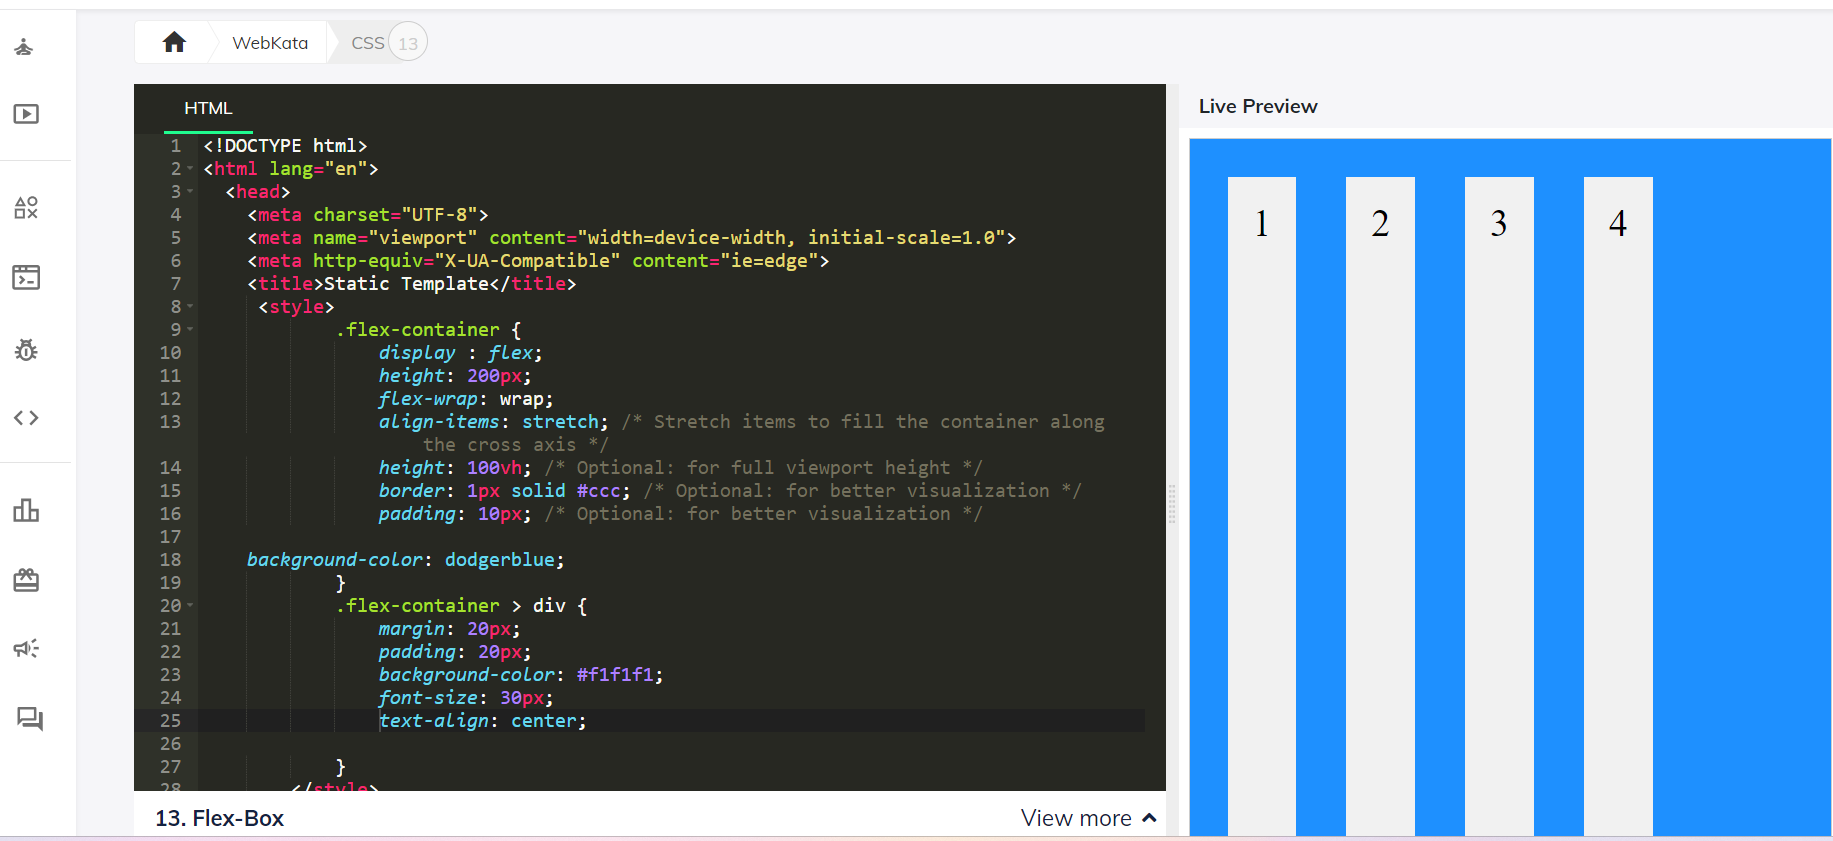 WebKata
CSS 13
HTML
1 <!DOCTYPE html>
2 <html lang="en">
3 <head>
4 <meta charset="UTF-8">
5 <meta name="viewport" content="width=device-width, initial-scale=1.0">
6 <meta http-equiv="X-UA-Compatible" content="ie=edge">
7 <title>Static Template</title>
8 <style>
9 .flex-container {
10 display : flex;
11 height: 200px;
12 flex-wrap: wrap;
13 align-items: stretch; /* Stretch items to fill the container along
the cross axis */
14 height: 100vh; /* Optional: for full viewport height */
15 border: 1px solid #ccc; /* Optional: for better visualization */
16 padding: 10px; /* Optional: for better visualization */
17
18 background-color: dodgerblue;
19 }
20 .flex-container > div {
21 margin: 20px;
22 padding: 20px;
23 background-color: #f1f1f1;
24 font-size: 30px;
25 text-align: center;
26
27 }
28 </style>
13. Flex-Box
View more
Live Preview
1 2 3 4